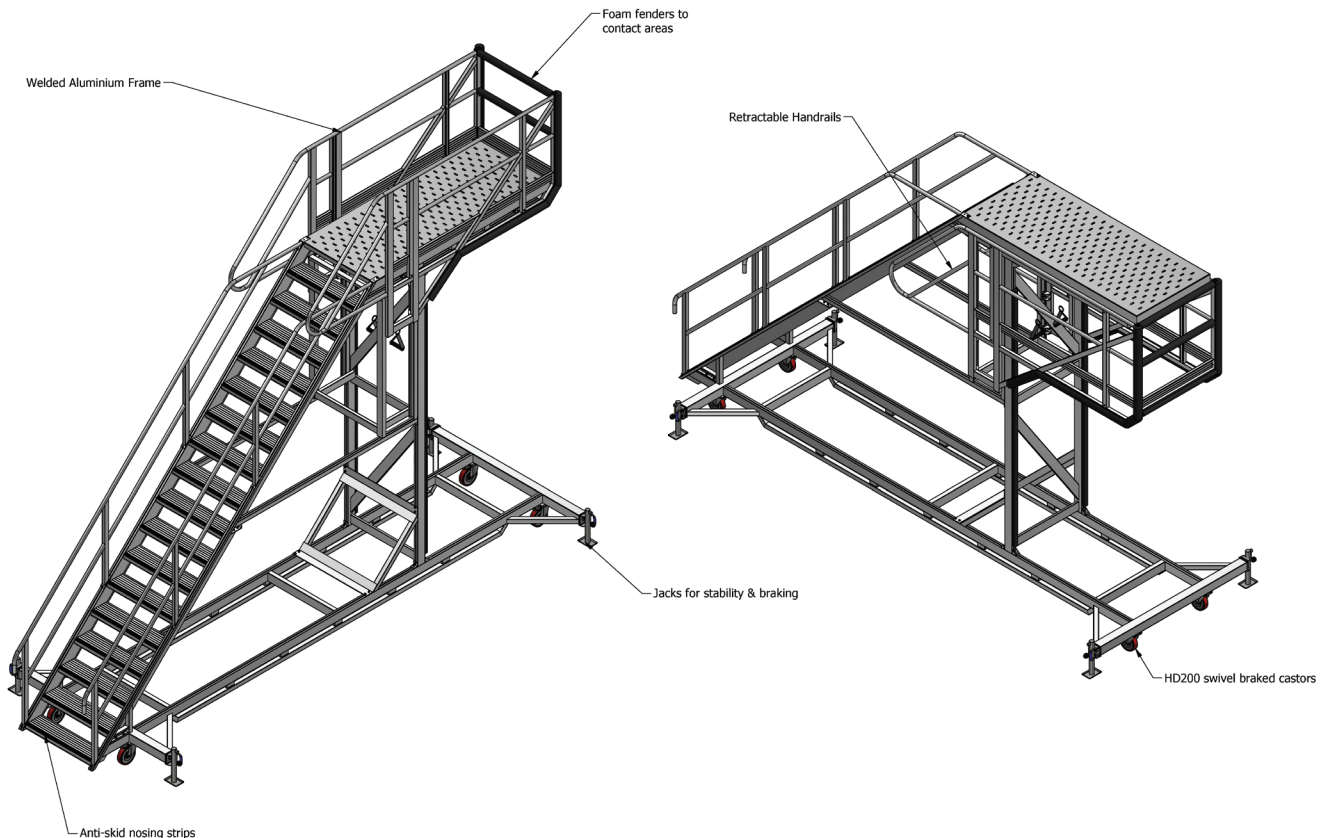 Foam fenders to
contact areas
Welded Aluminium Frame
Retractable Handrails
Jacks for stability & braking
HD200 swivel braked castors
Anti-skid nosing strips